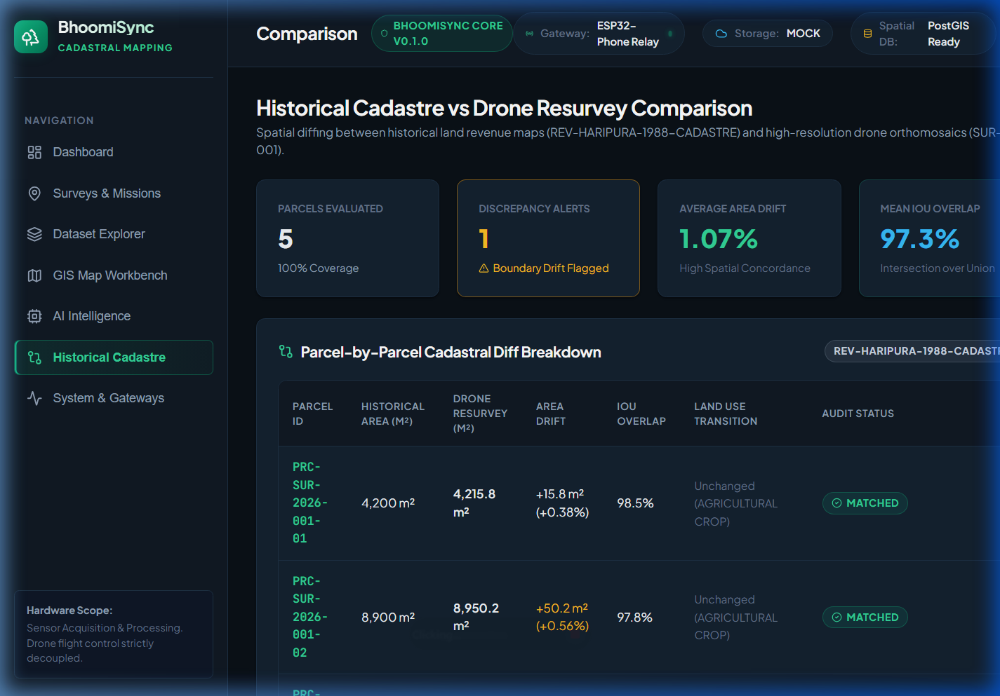 BhoomiSync
CADASTRAL MAPPING
NAVIGATION
Dashboard
Surveys & Missions
Dataset Explorer
GIS Map Workbench
AI Intelligence
Historical Cadastre
System & Gateways
Hardware Scope:
Sensor Acquisition & Processing.
Drone flight control strictly
decoupled.
Comparison
BHOOMISYNC CORE
V0.1.0
Gateway:
ESP32-
Phone Relay
Storage: MOCK
Spatial
DB:
PostGIS
Ready
Historical Cadastre vs Drone Resurvey Comparison
Spatial diffing between historical land revenue maps (REV-HARIPURA-1988-CADASTRE) and high-resolution drone orthomosaics (SUR-
001).
PARCELS EVALUATED
5
100% Coverage
DISCREPANCY ALERTS
1
Boundary Drift Flagged
AVERAGE AREA DRIFT
1.07%
High Spatial Concordance
MEAN IOU OVERLAP
97.3%
Intersection over Union
Parcel-by-Parcel Cadastral Diff Breakdown
REV-HARIPURA-1988-CADAST
PARCEL
ID
HISTORICAL
AREA (M²)
DRONE
RESURVEY
(M²)
AREA
DRIFT
IOU
OVERLAP
LAND USE
TRANSITION
AUDIT STATUS
PRC-
SUR-
2026-
001-
01
4,200 m²
4,215.8
m²
+15.8 m²
(+0.38%)
98.5%
Unchanged
(AGRICULTURAL
CROP)
MATCHED
PRC-
SUR-
2026-
001-
02
8,900 m²
8,950.2
m²
+50.2 m²
(+0.56%)
97.8%
Unchanged
(AGRICULTURAL
CROP)
MATCHED
PRC-